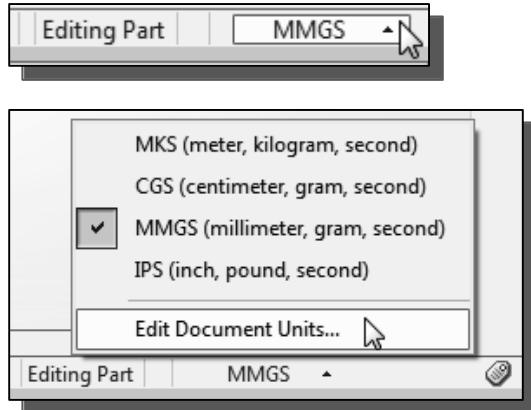 Editing Part MMGS
MKS (meter, kilogram, second)
CGS (centimeter, gram, second)
MMGS (millimeter, gram, second)
IPS (inch, pound, second)
Edit Document Units...
Editing Part MMGS